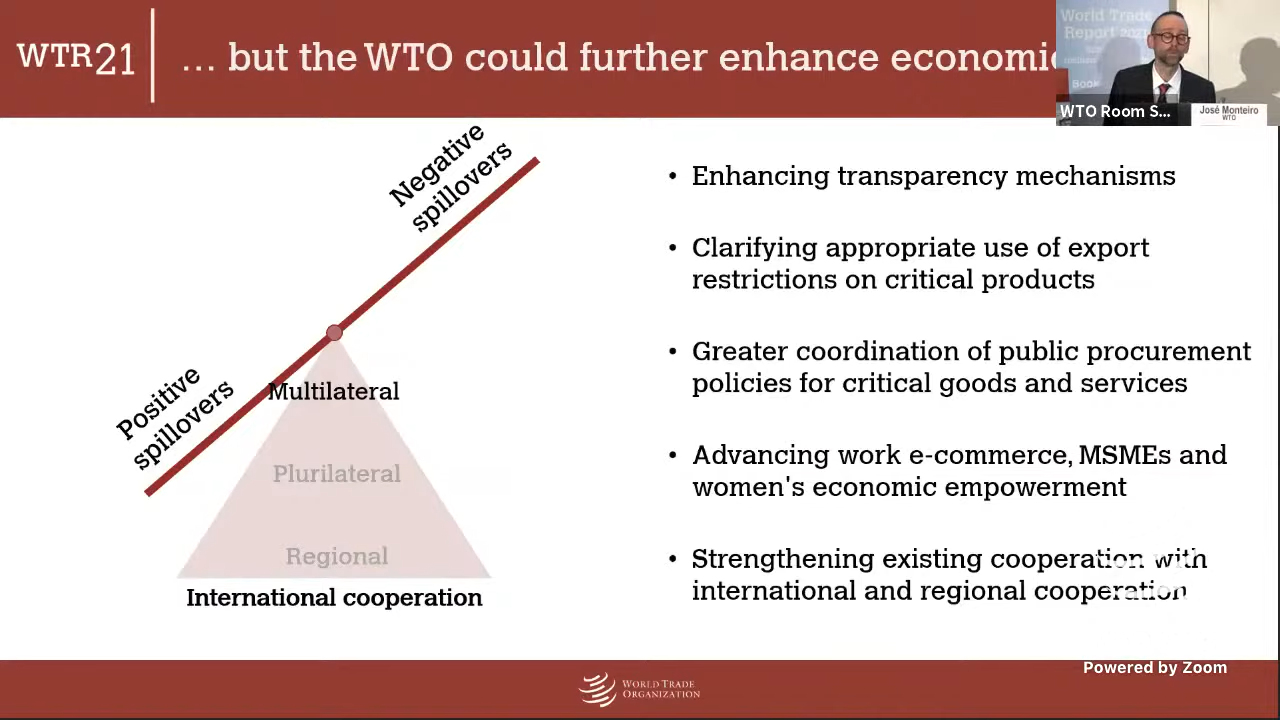 WTR21
... but the WTO could further enhance economic
World Trade
Report 2021
Book
WTO Room S...
José Monteiro
WTO
Negative
spillovers
Positive
spillovers
Multilateral
Plurilateral
Regional
International cooperation
• Enhancing transparency mechanisms
• Clarifying appropriate use of export
restrictions on critical products
• Greater coordination of public procurement
policies for critical goods and services
• Advancing work e-commerce, MSMEs and
women's economic empowerment
• Strengthening existing cooperation with
international and regional cooperation
Powered by Zoom
WORLD TRADE
ORGANIZATION